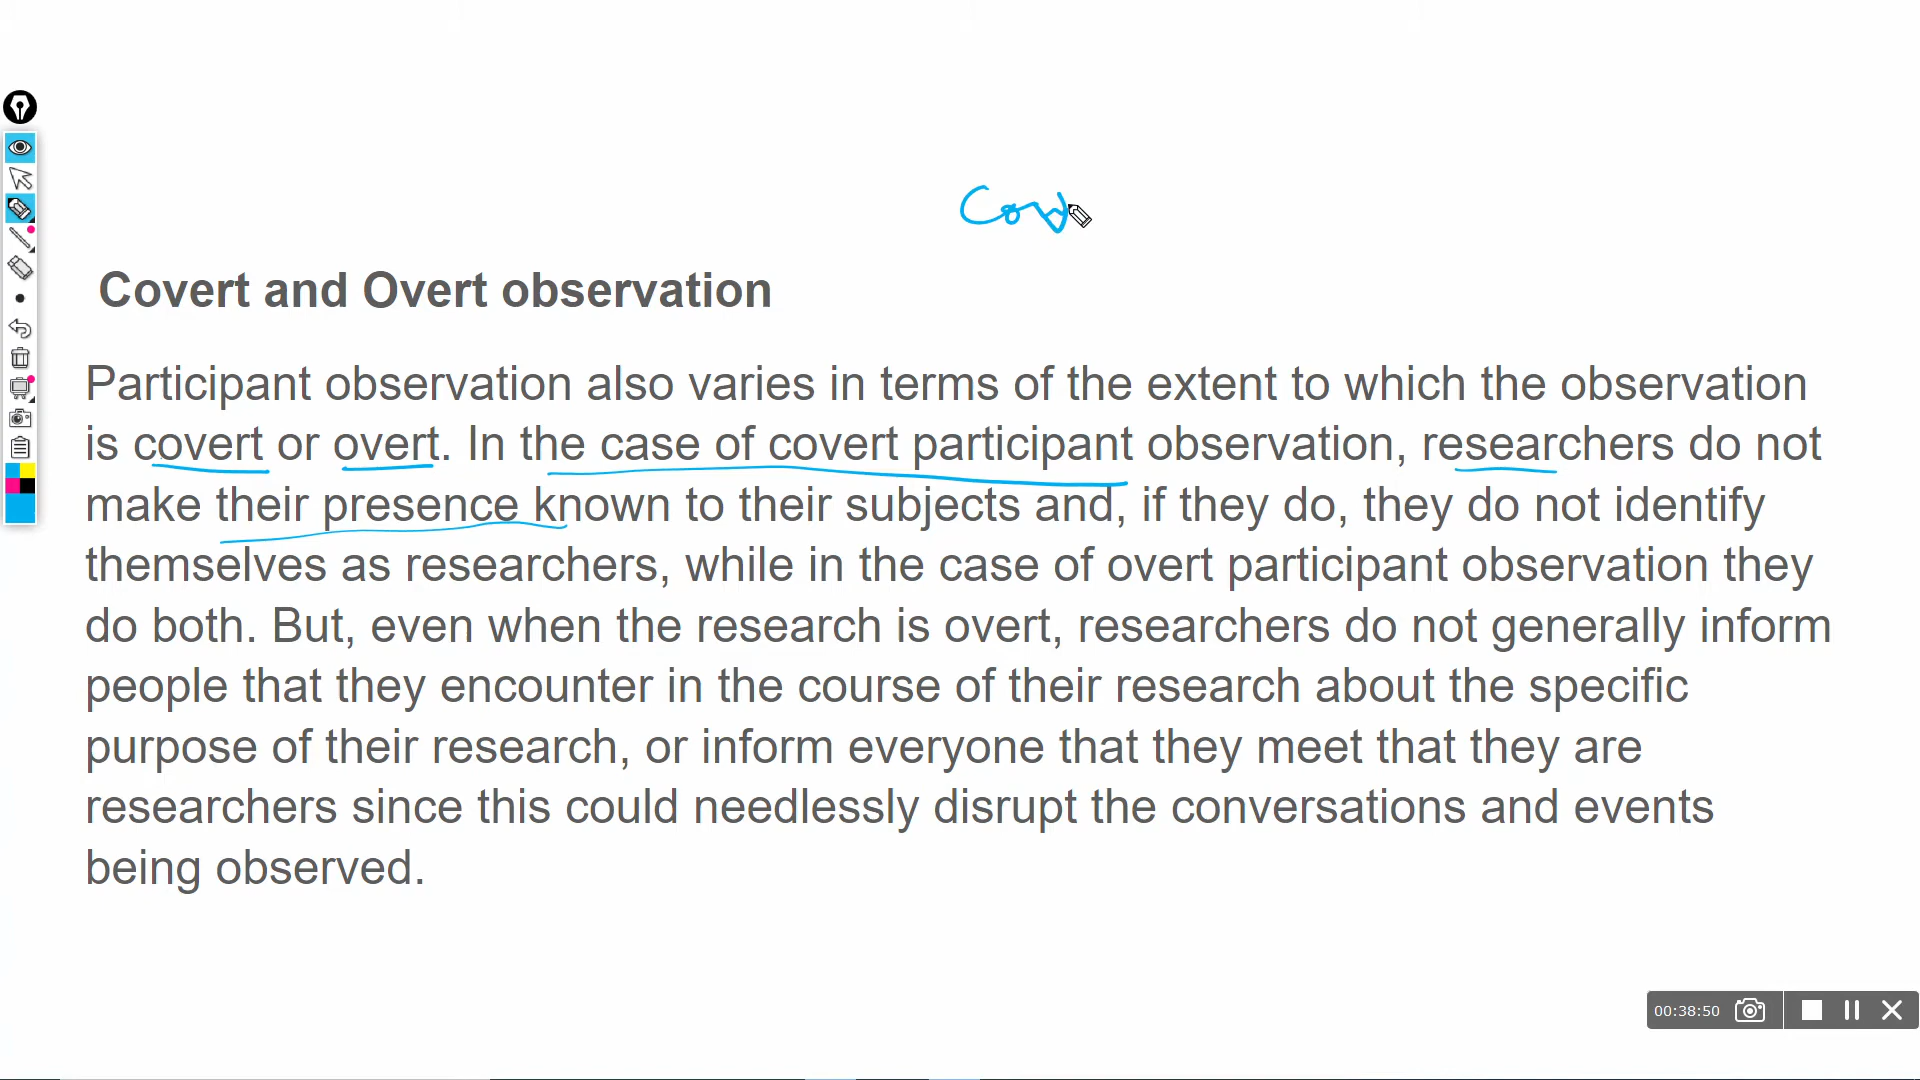 Cov
Covert and Overt observation
Participant observation also varies in terms of the extent to which the observation
is covert or overt. In the case of covert participant observation, researchers do not
make their presence known to their subjects and, if they do, they do not identify
themselves as researchers, while in the case of overt participant observation they
do both. But, even when the research is overt, researchers do not generally inform
people that they encounter in the course of their research about the specific
purpose of their research, or inform everyone that they meet that they are
researchers since this could needlessly disrupt the conversations and events
being observed.
00:38:50